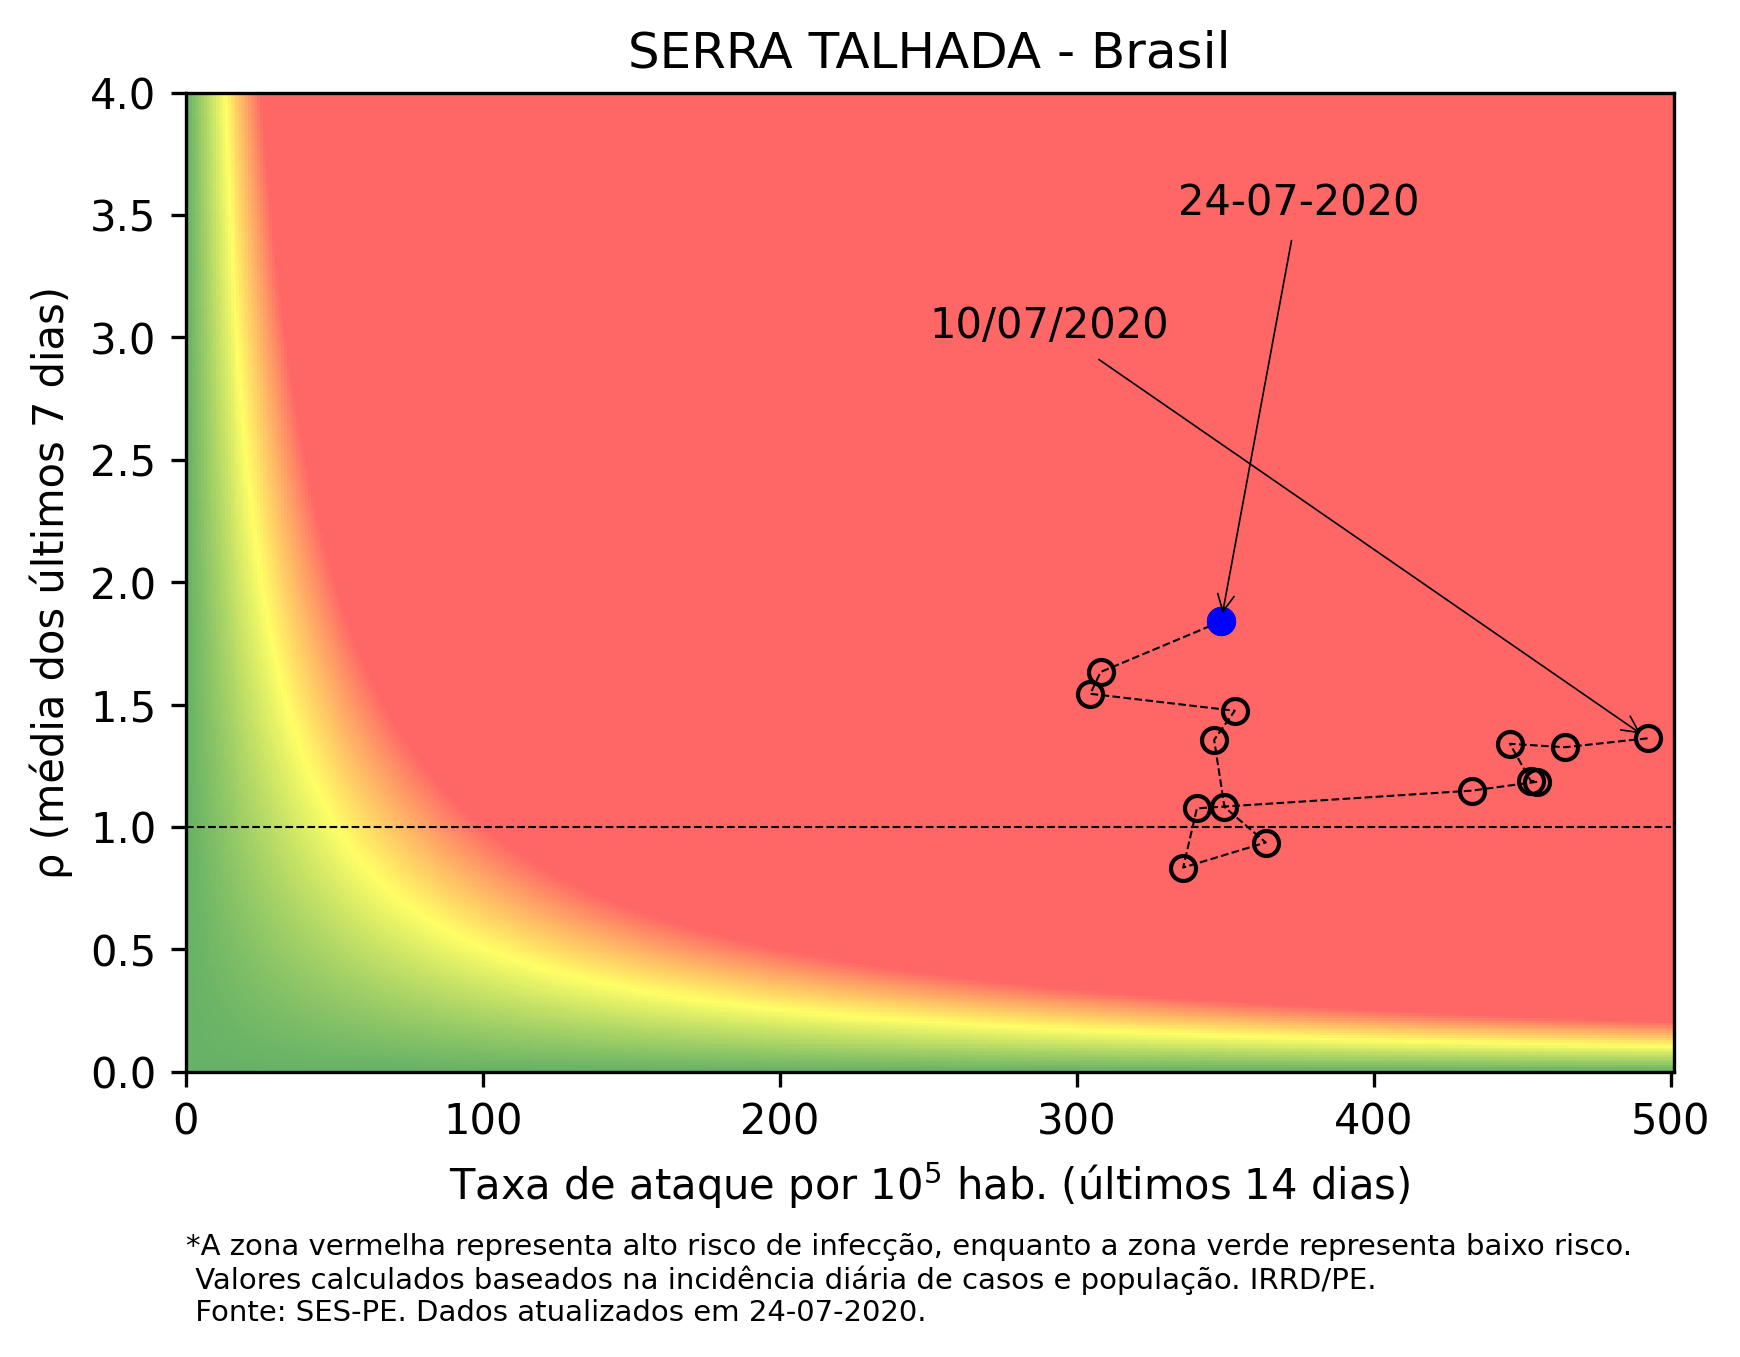 SERRA TALHADA - Brasil
4.0
3.5
3.0
2.5
2.0
1.5
1.0
0.5
0.0
ρ (média dos últimos 7 dias)
24-07-2020
10/07/2020
0 100 200 300 400 500
Taxa de ataque por 10⁵ hab. (últimos 14 dias)
*A zona vermelha representa alto risco de infecção, enquanto a zona verde representa baixo risco.
Valores calculados baseados na incidência diária de casos e população. IRRD/PE.
Fonte: SES-PE. Dados atualizados em 24-07-2020.